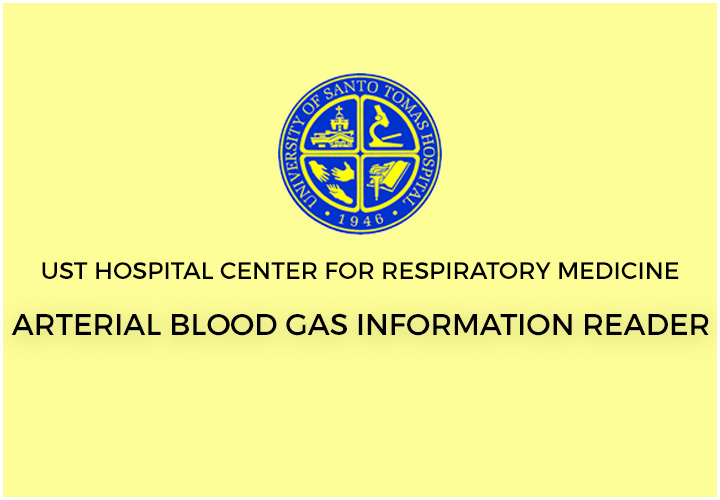 UNIVERSITY OF SANTO TOMAS HOSPITAL
• 1946 •
UST HOSPITAL CENTER FOR RESPIRATORY MEDICINE
ARTERIAL BLOOD GAS INFORMATION READER